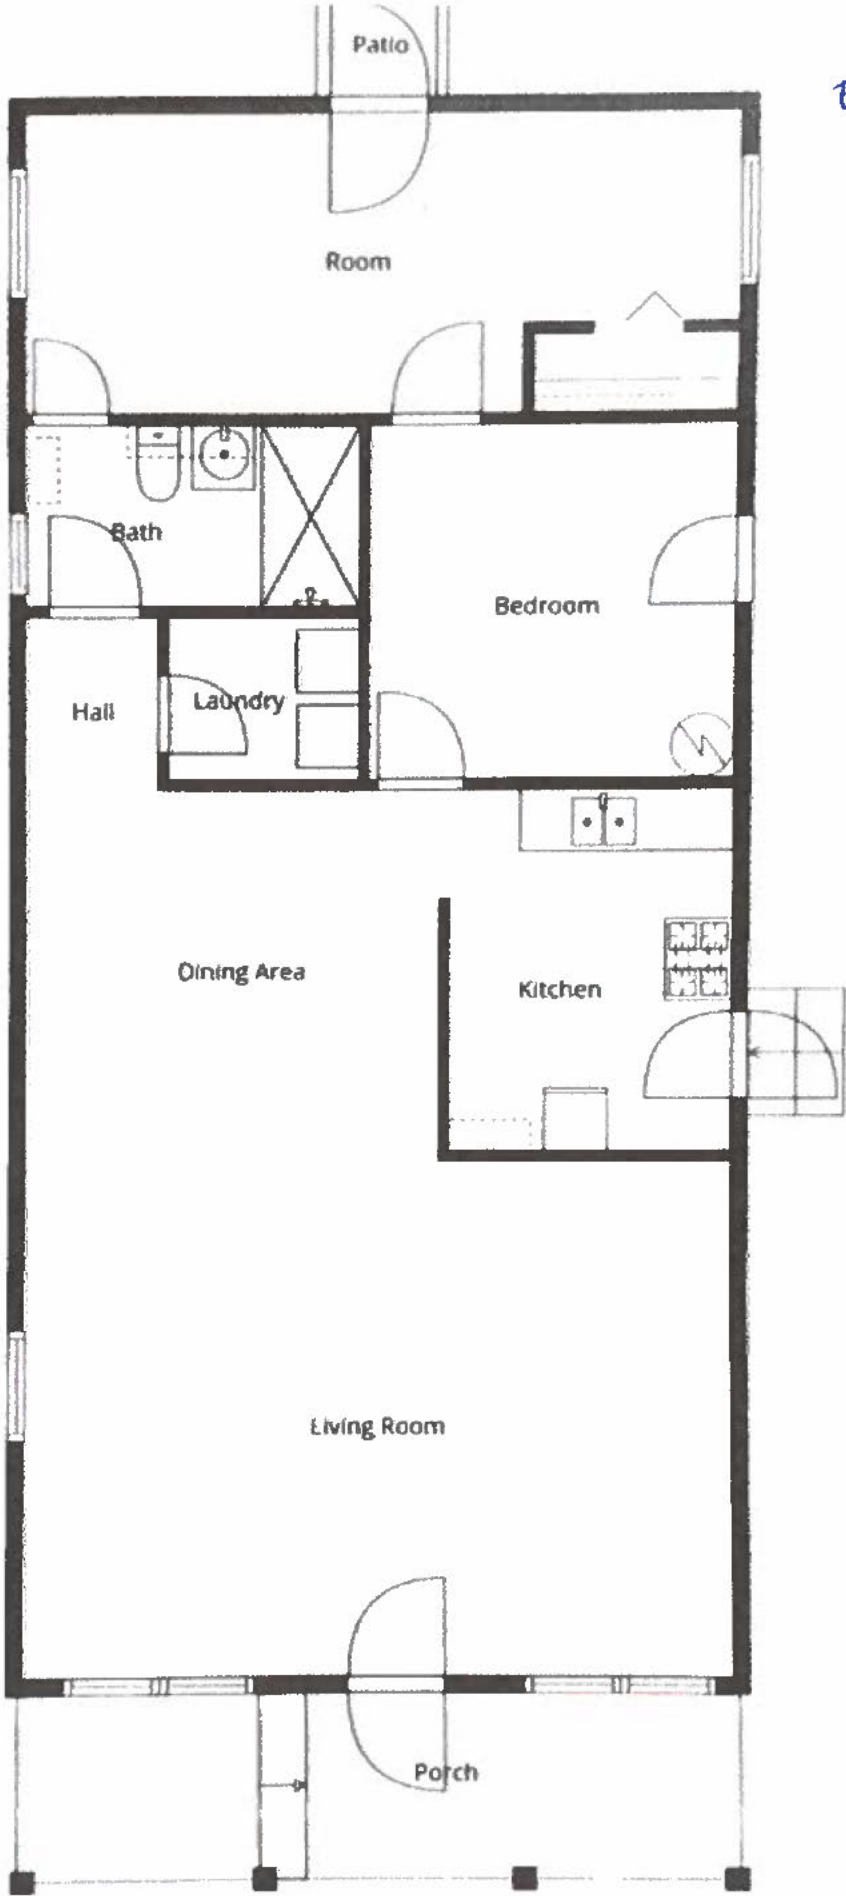 Patio
Room
Bath
Bedroom
Hall
Laundry
Dining Area
Kitchen
Living Room
Porch